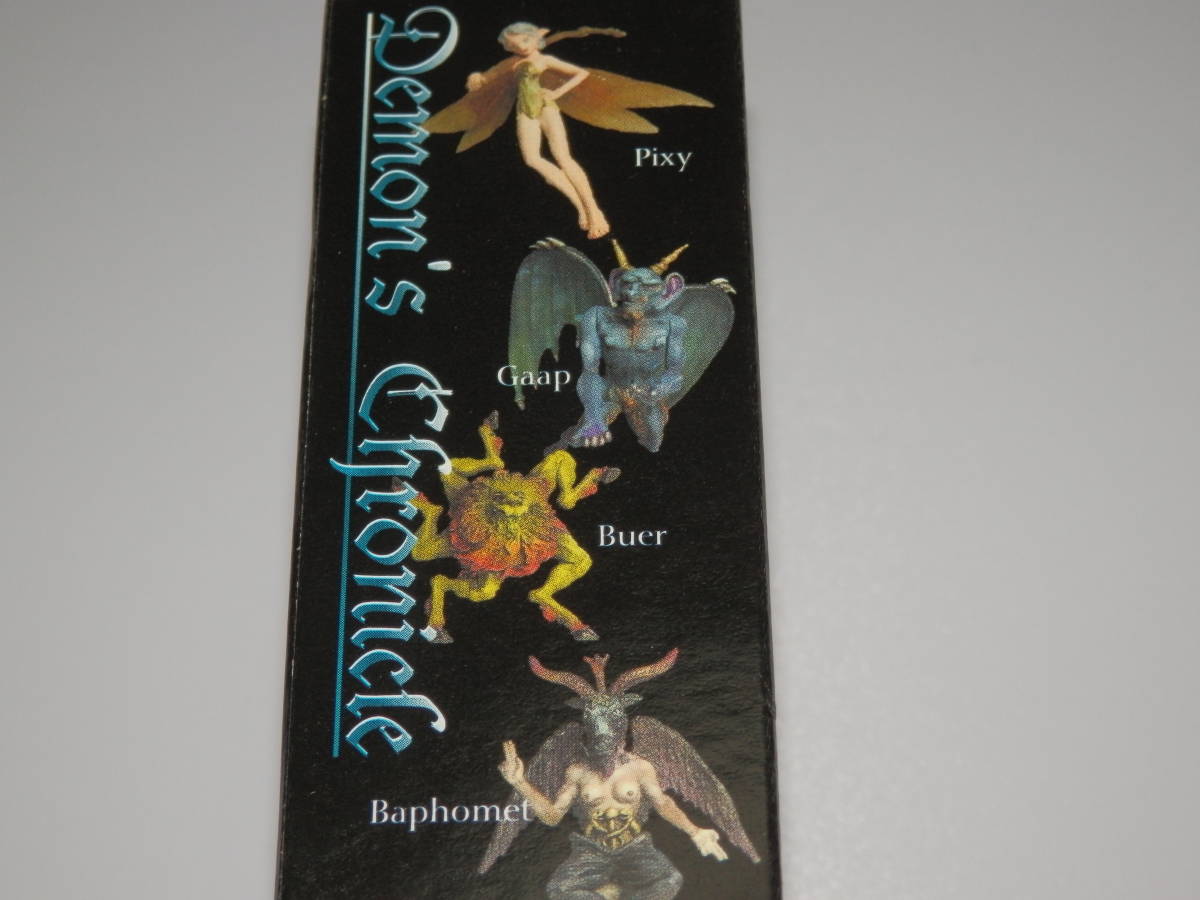 Demon's Chronicle
Pixy
Gaap
Buer
Baphomet